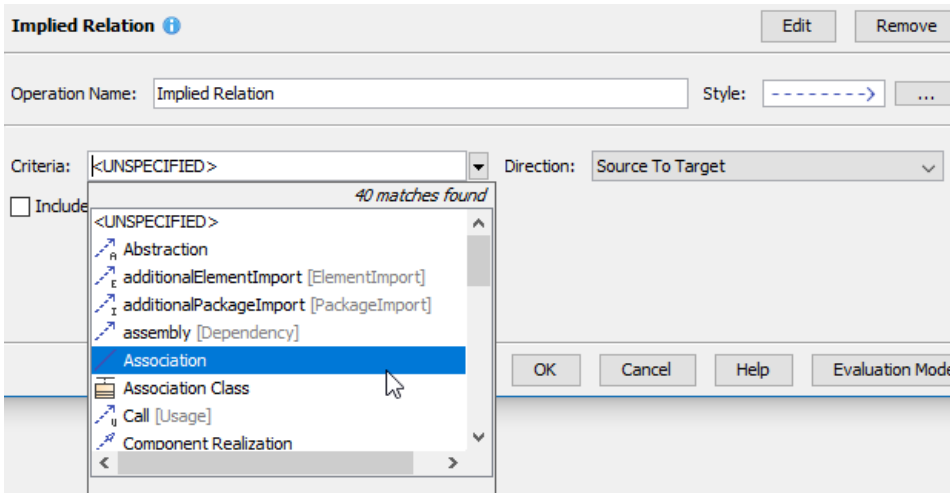 Implied Relation
Edit
Remove
Operation Name:
Implied Relation
Style:
...
Criteria:
<UNSPECIFIED>
Direction:
Source To Target
40 matches found
Include
<UNSPECIFIED>
Abstraction
additionalElementImport [ElementImport]
additionalPackageImport [PackageImport]
assembly [Dependency]
Association
OK
Cancel
Help
Evaluation Mode
Association Class
Call [Usage]
Component Realization